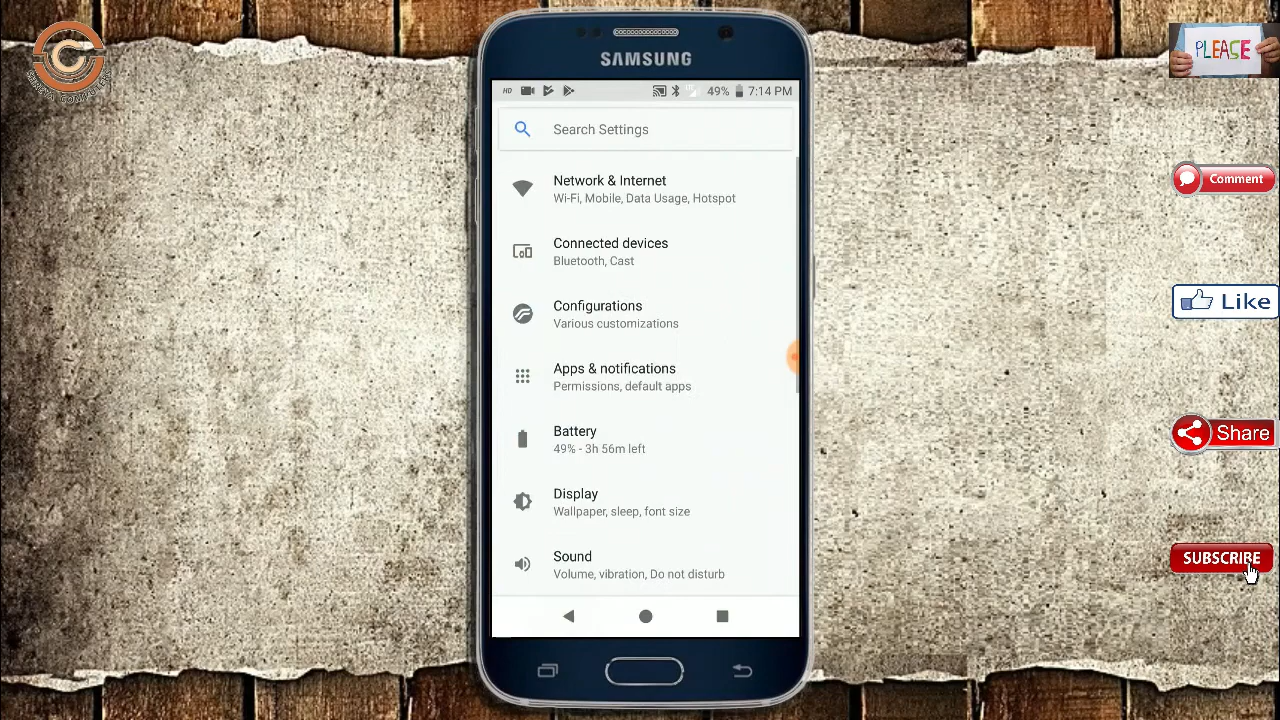 PLEASE
SAMSUNG
HD
49% 7:14 PM
Search Settings
Network & Internet
Wi-Fi, Mobile, Data Usage, Hotspot
Connected devices
Bluetooth, Cast
Configurations
Various customizations
Apps & notifications
Permissions, default apps
Battery
49% - 3h 56m left
Display
Wallpaper, sleep, font size
Sound
Volume, vibration, Do not disturb
Comment
Like
Share
SUBSCRIBE